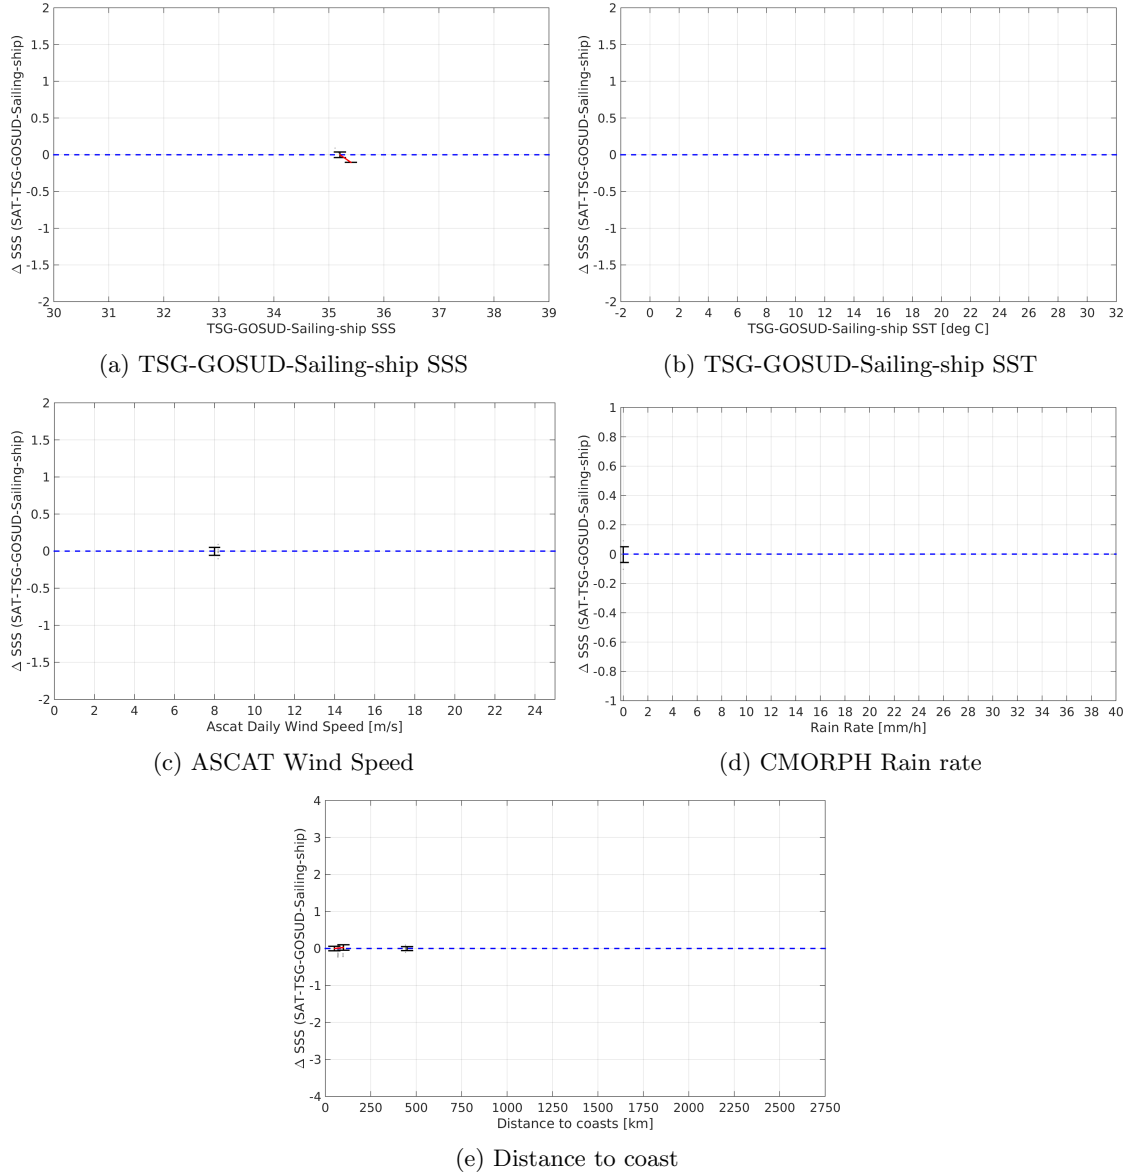 2
1.5
1
0.5
0
-0.5
-1
-1.5
-2
Δ SSS (SAT-TSG-GOSUD-Sailing-ship)
30 31 32 33 34 35 36 37 38 39
TSG-GOSUD-Sailing-ship SSS
(a) TSG-GOSUD-Sailing-ship SSS
2
1.5
1
0.5
0
-0.5
-1
-1.5
-2
Δ SSS (SAT-TSG-GOSUD-Sailing-ship)
-2 0 2 4 6 8 10 12 14 16 18 20 22 24 26 28 30 32
TSG-GOSUD-Sailing-ship SST [deg C]
(b) TSG-GOSUD-Sailing-ship SST
2
1.5
1
0.5
0
-0.5
-1
-1.5
-2
Δ SSS (SAT-TSG-GOSUD-Sailing-ship)
0 2 4 6 8 10 12 14 16 18 20 22 24
Ascat Daily Wind Speed [m/s]
(c) ASCAT Wind Speed
1
0.8
0.6
0.4
0.2
0
-0.2
-0.4
-0.6
-0.8
-1
Δ SSS (SAT-TSG-GOSUD-Sailing-ship)
0 2 4 6 8 10 12 14 16 18 20 22 24 26 28 30 32 34 36 38 40
Rain Rate [mm/h]
(d) CMORPH Rain rate
4
3
2
1
0
-1
-2
-3
-4
Δ SSS (SAT-TSG-GOSUD-Sailing-ship)
0 250 500 750 1000 1250 1500 1750 2000 2250 2500 2750
Distance to coasts [km]
(e) Distance to coast